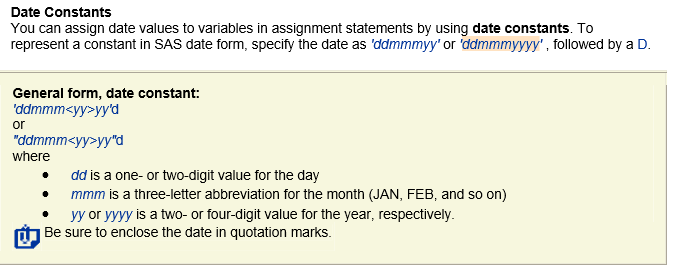 Date Constants
You can assign date values to variables in assignment statements by using date constants. To
represent a constant in SAS date form, specify the date as 'ddmmmyy' or 'ddmmmyyyy' , followed by a D.
General form, date constant:
'ddmmm<yy>yy'd
or
"ddmmm<yy>yy"d
where
• dd is a one- or two-digit value for the day
• mmm is a three-letter abbreviation for the month (JAN, FEB, and so on)
• yy or yyyy is a two- or four-digit value for the year, respectively.
Be sure to enclose the date in quotation marks.